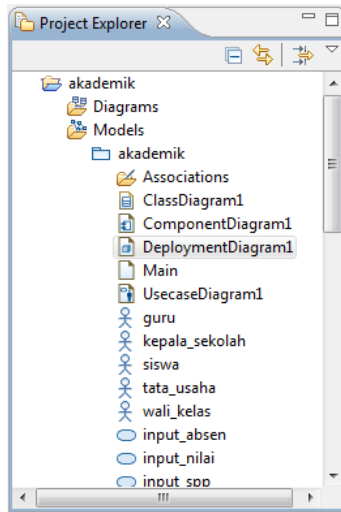 Project Explorer
akademik
Diagrams
Models
akademik
Associations
ClassDiagram1
ComponentDiagram1
DeploymentDiagram1
Main
UsecaseDiagram1
guru
kepala_sekolah
siswa
tata_usaha
wali_kelas
input_absen
input_nilai
input_spp